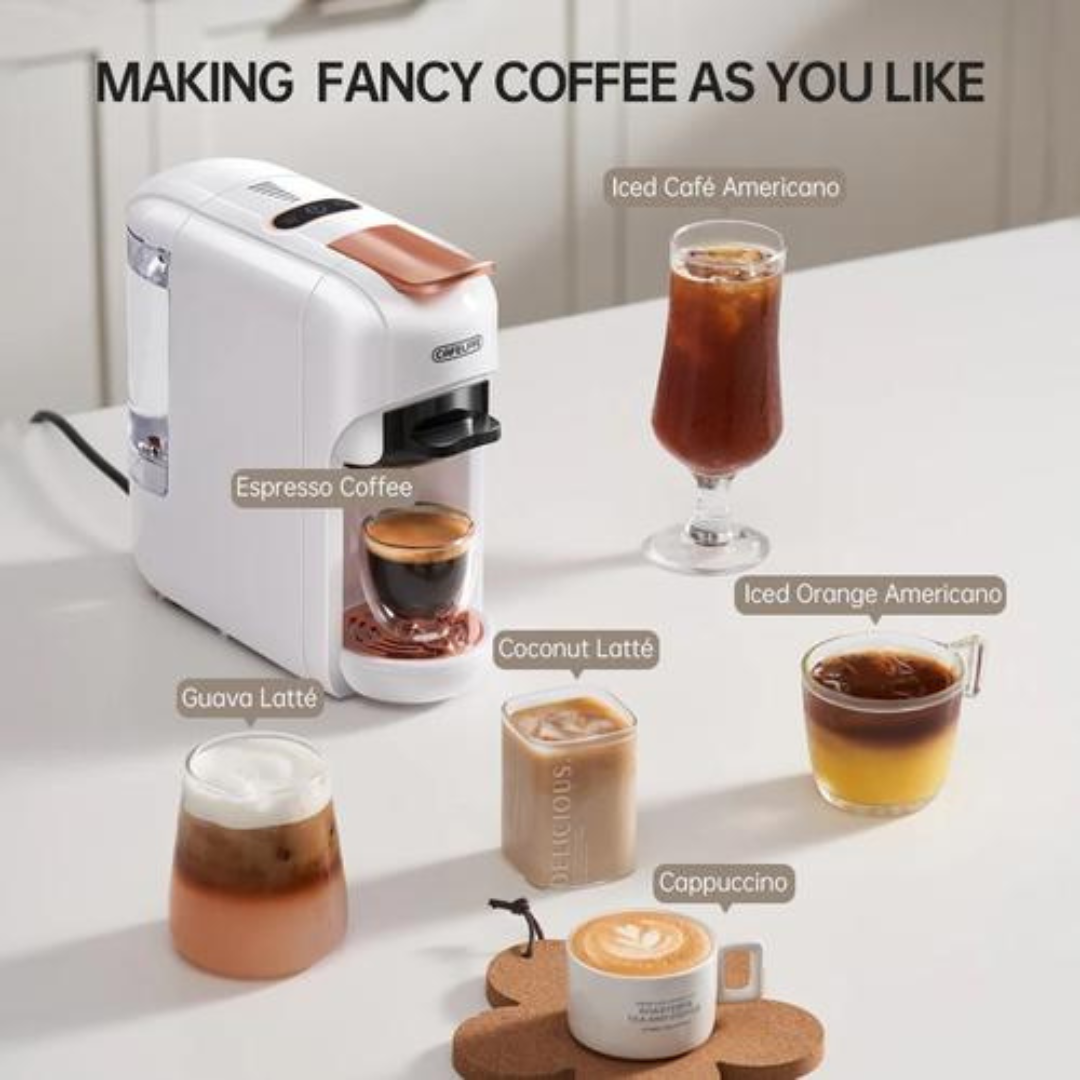 MAKING FANCY COFFEE AS YOU LIKE
Iced Café Americano
CAFELFFE
Espresso Coffee
Iced Orange Americano
Coconut Latté
Guava Latté
DELICIOUS.
Cappuccino